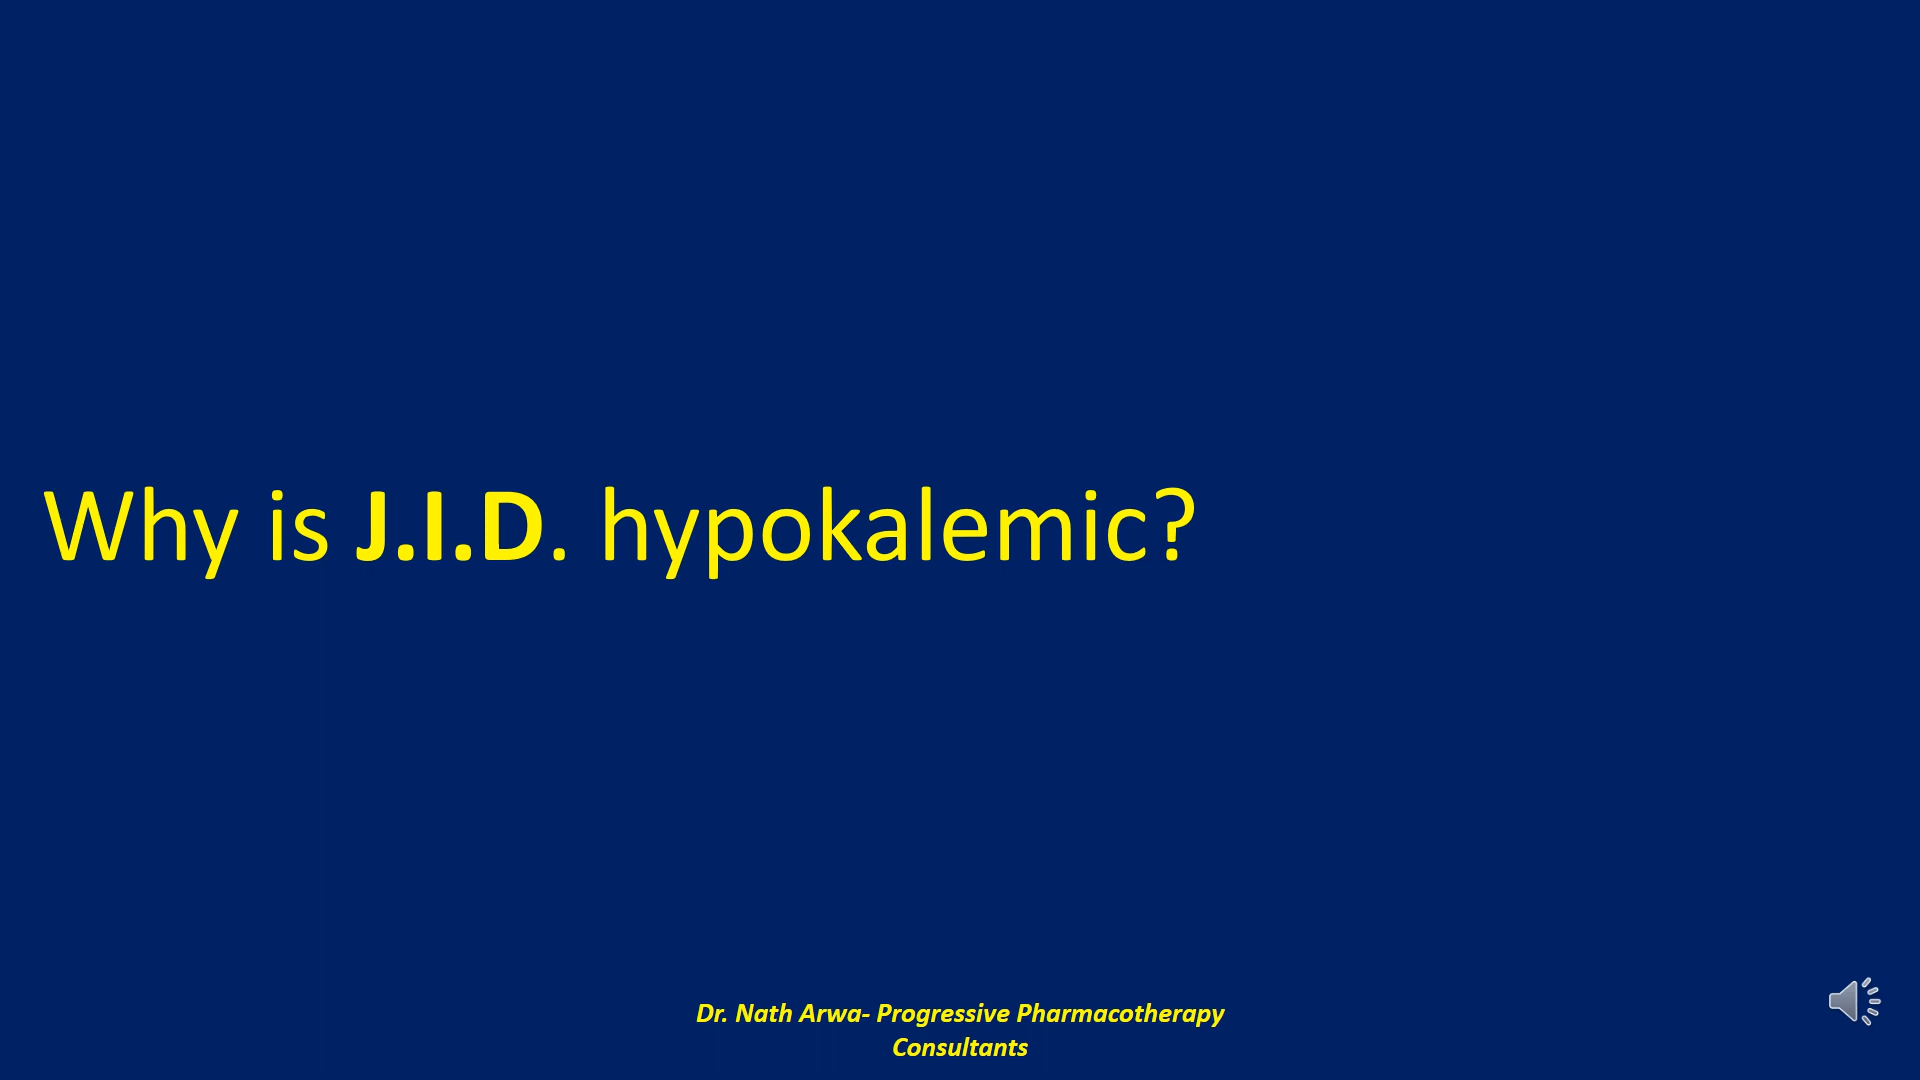 Why is J.I.D. hypokalemic?
Dr. Nath Arwa- Progressive Pharmacotherapy
Consultants